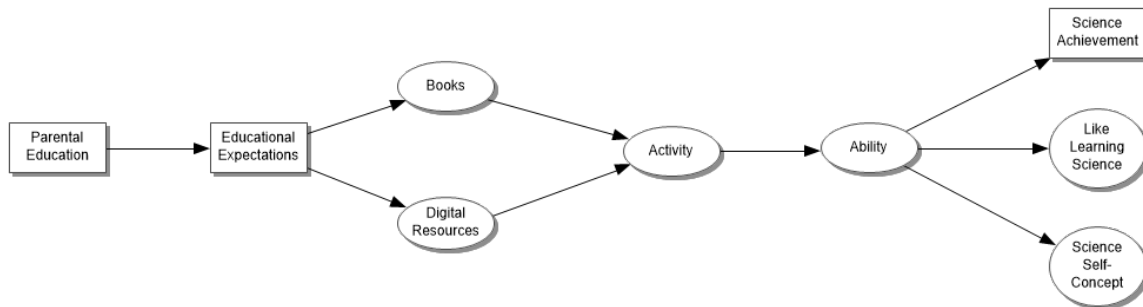 Parental
Education
Educational
Expectations
Books
Digital
Resources
Activity
Ability
Science
Achievement
Like
Learning
Science
Science
Self-
Concept